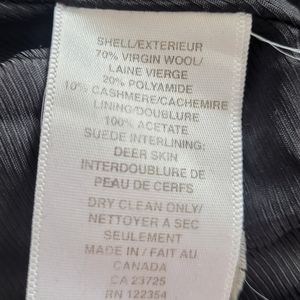 SHELL/EXTERIEUR
70% VIRGIN WOOL/
LAINE VIERGE
20% POLYAMIDE
10% CASHMERE/CACHEMIRE
LINING/DOUBLURE
100% ACETATE
SUEDE INTERLINING:
DEER SKIN
INTERDOUBLURE DE
PEAU DE CERFS
DRY CLEAN ONLY/
NETTOYER A SEC
SEULEMENT
MADE IN / FAIT AU
CANADA
CA 23725
RN 122354